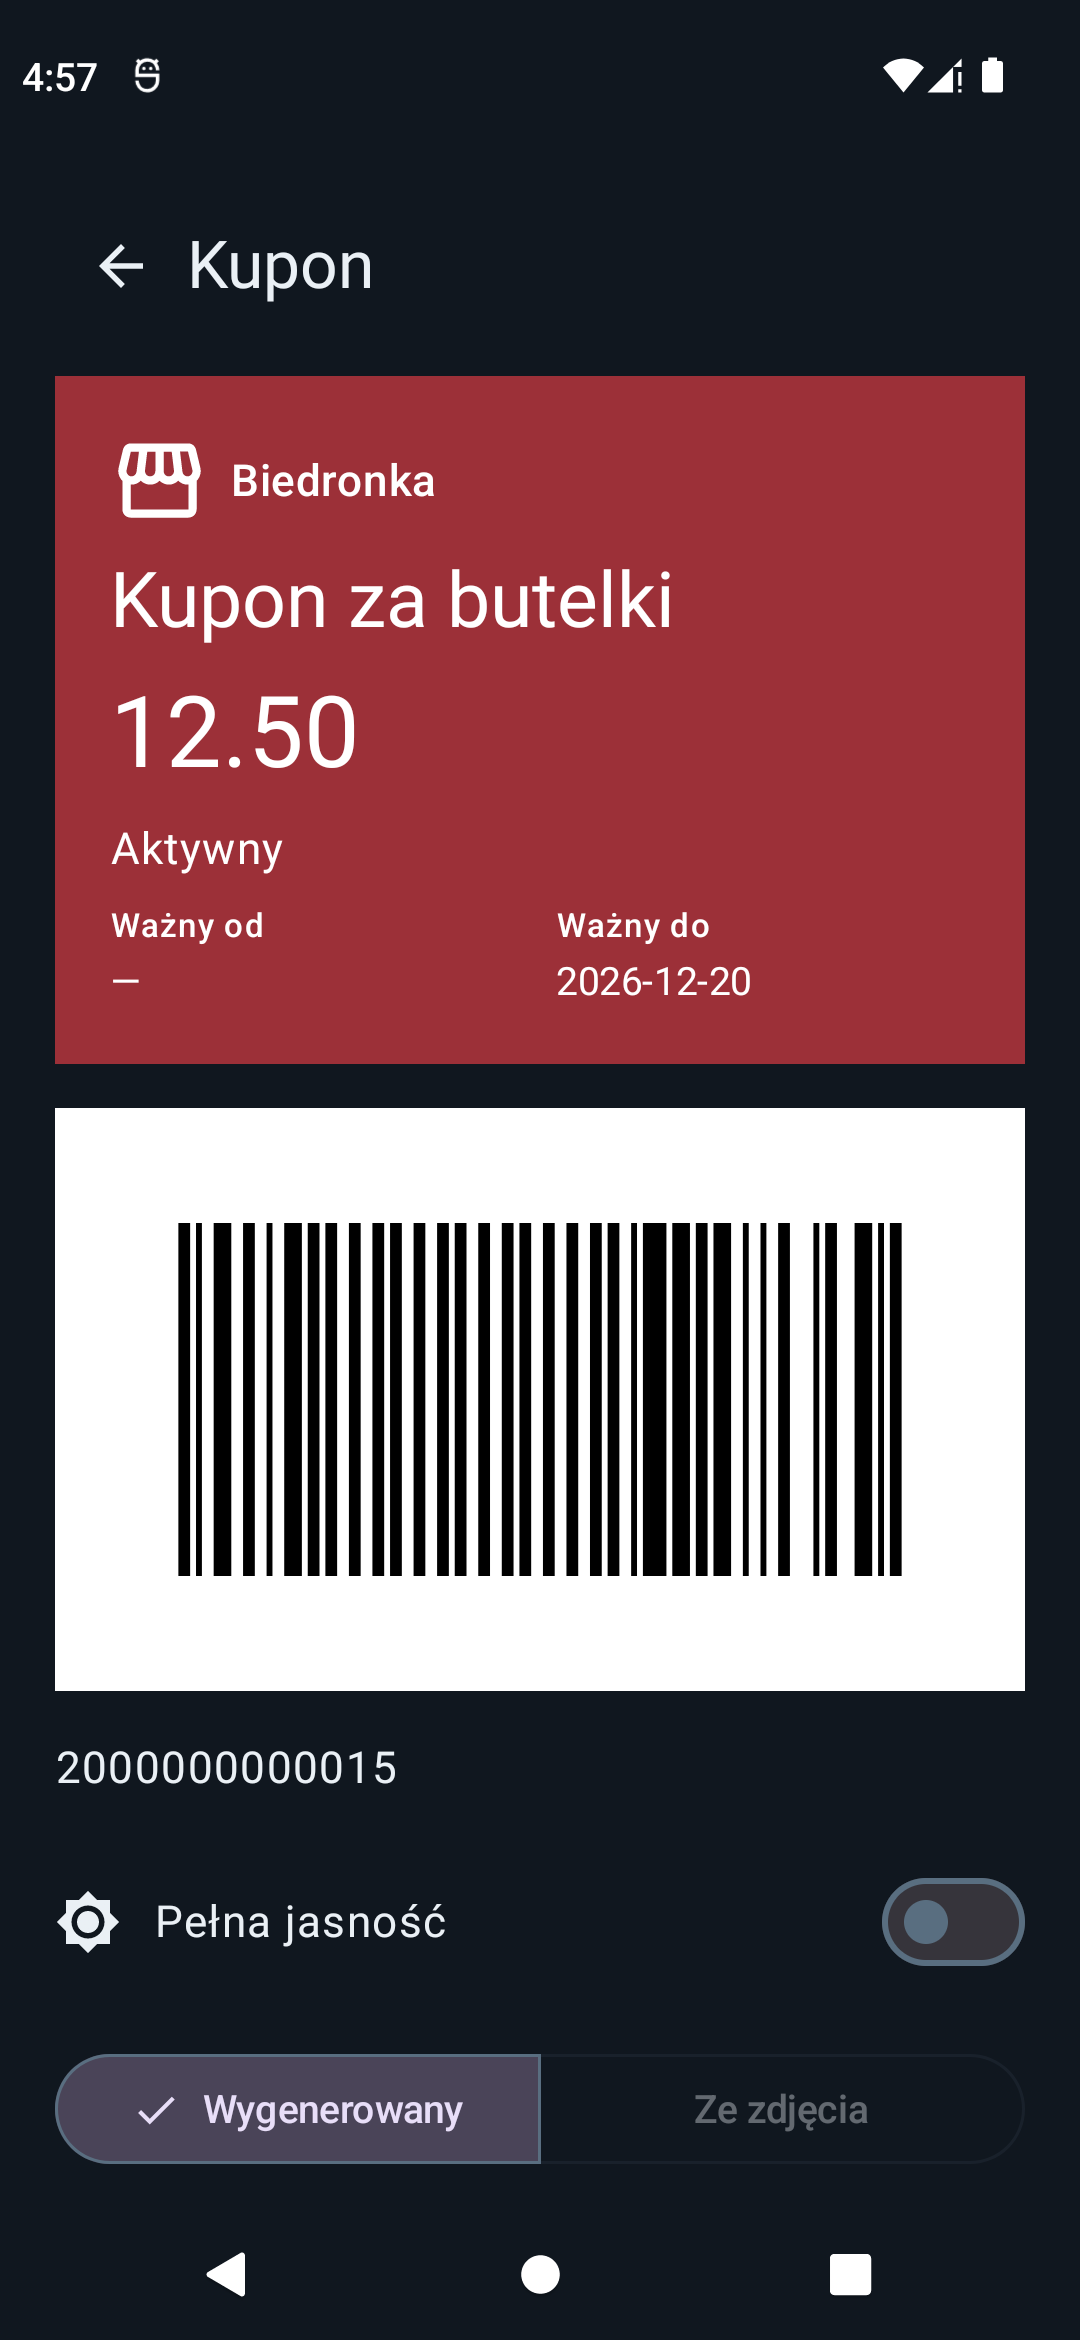 4:57
Kupon
Biedronka
Kupon za butelki
12.50
Aktywny
Ważny od
Ważny do
—
2026-12-20
2000000000015
Pełna jasność
Wygenerowany
Ze zdjęcia